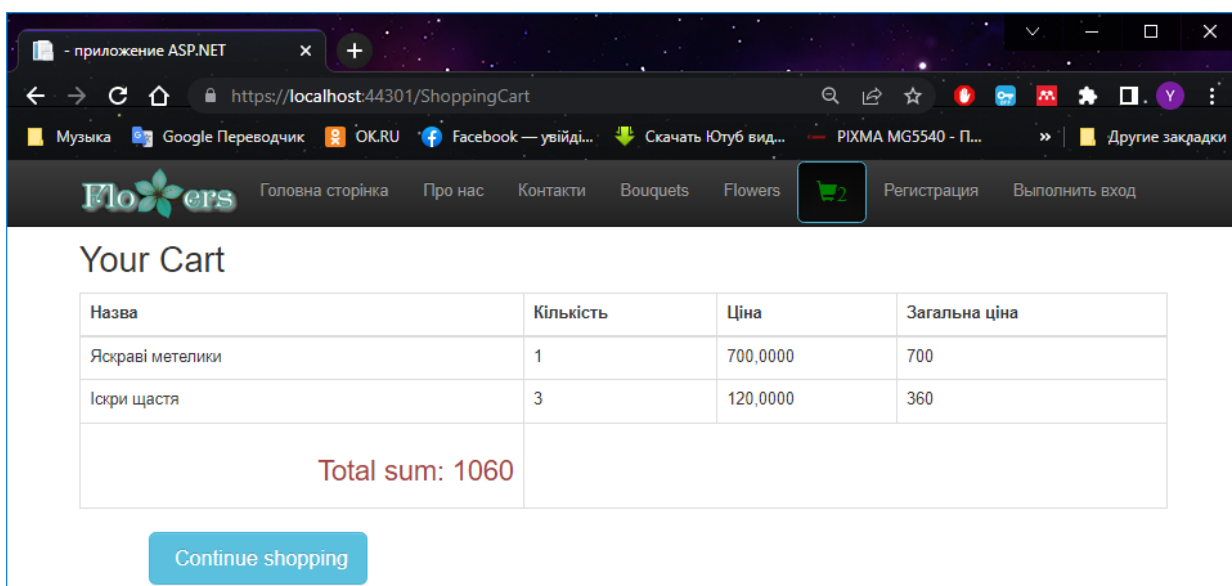 - приложение ASP.NET
https://localhost:44301/ShoppingCart
Y
Музыка Google Переводчик OK.RU Facebook — увійді... Скачать Ютуб вид... PIXMA MG5540 - П... » Другие закладки
Flowers Головна сторінка Про нас Контакти Bouquets Flowers 2 Регистрация Выполнить вход
Your Cart
Назва Кількість Ціна Загальна ціна
Яскраві метелики 1 700,0000 700
Іскри щастя 3 120,0000 360
Total sum: 1060
Continue shopping